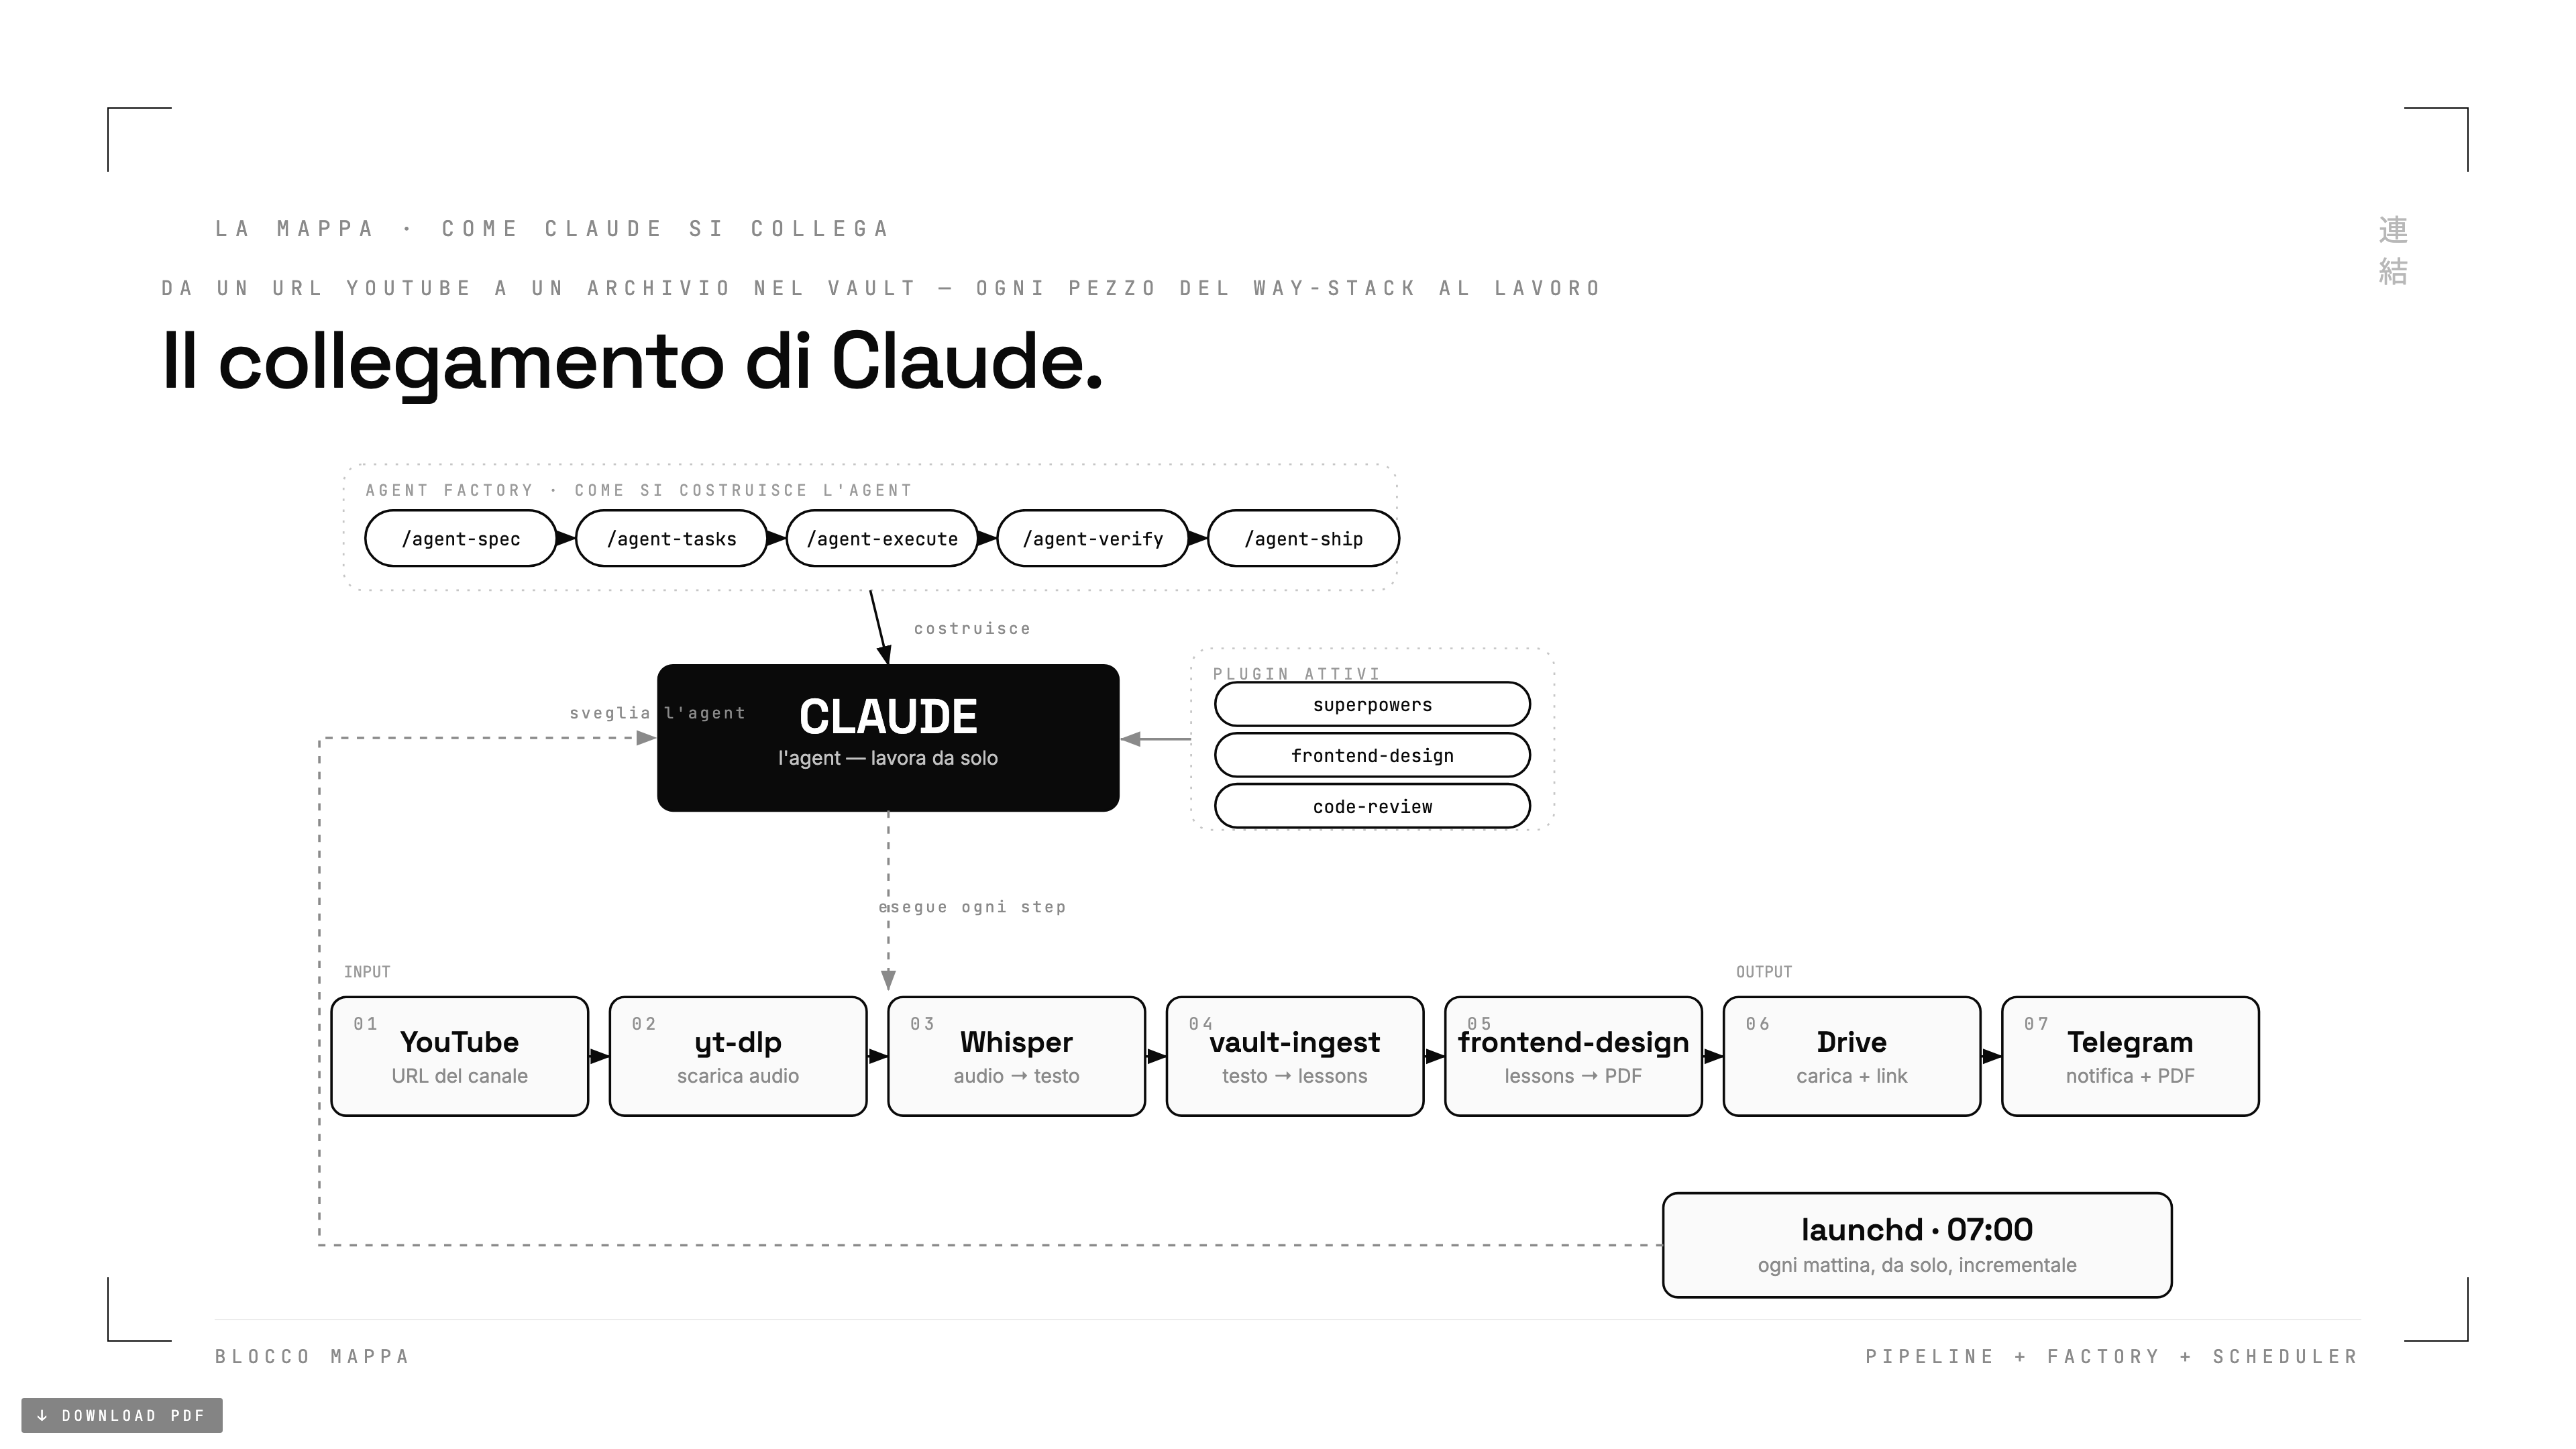 LA MAPPA · COME CLAUDE SI COLLEGA
連結
DA UN URL YOUTUBE A UN ARCHIVIO NEL VAULT — OGNI PEZZO DEL WAY-STACK AL LAVORO
Il collegamento di Claude.
AGENT FACTORY · COME SI COSTRUISCE L'AGENT
/agent-spec
/agent-tasks
/agent-execute
/agent-verify
/agent-ship
costruisce
sveglia l'agent
CLAUDE
l'agent — lavora da solo
PLUGIN ATTIVI
superpowers
frontend-design
code-review
esegue ogni step
INPUT
OUTPUT
01
YouTube
URL del canale
02
yt-dlp
scarica audio
03
Whisper
audio → testo
04
vault-ingest
testo → lessons
05
frontend-design
lessons → PDF
06
Drive
carica + link
07
Telegram
notifica + PDF
launchd · 07:00
ogni mattina, da solo, incrementale
BLOCCO MAPPA
PIPELINE + FACTORY + SCHEDULER
↓ DOWNLOAD PDF